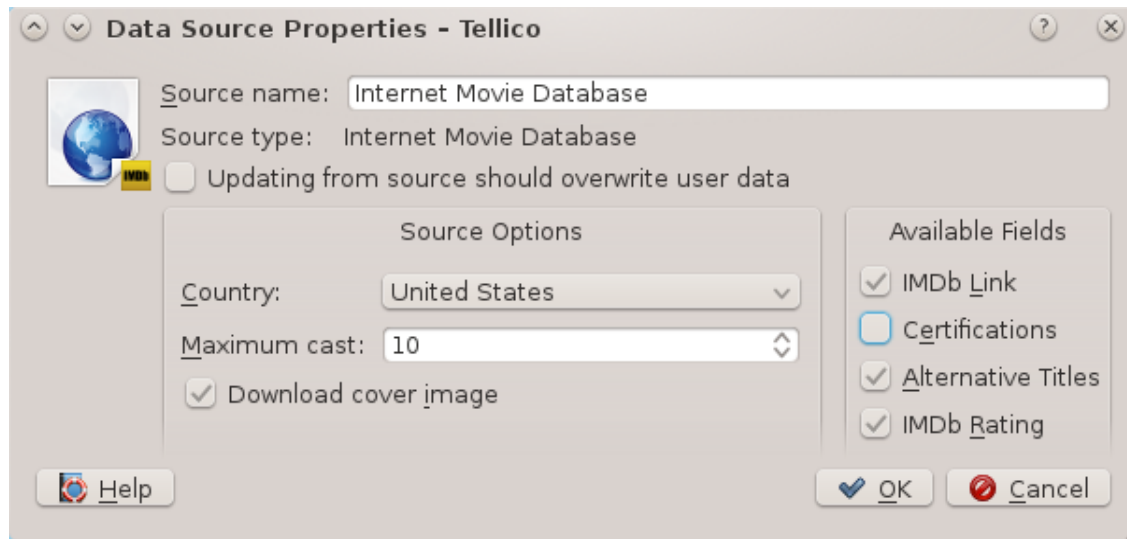 Data Source Properties – Tellico
Source name: Internet Movie Database
Source type: Internet Movie Database
IMDb
Updating from source should overwrite user data
Source Options
Country: United States
Maximum cast: 10
Download cover image
Available Fields
IMDb Link
Certifications
Alternative Titles
IMDb Rating
Help
OK
Cancel